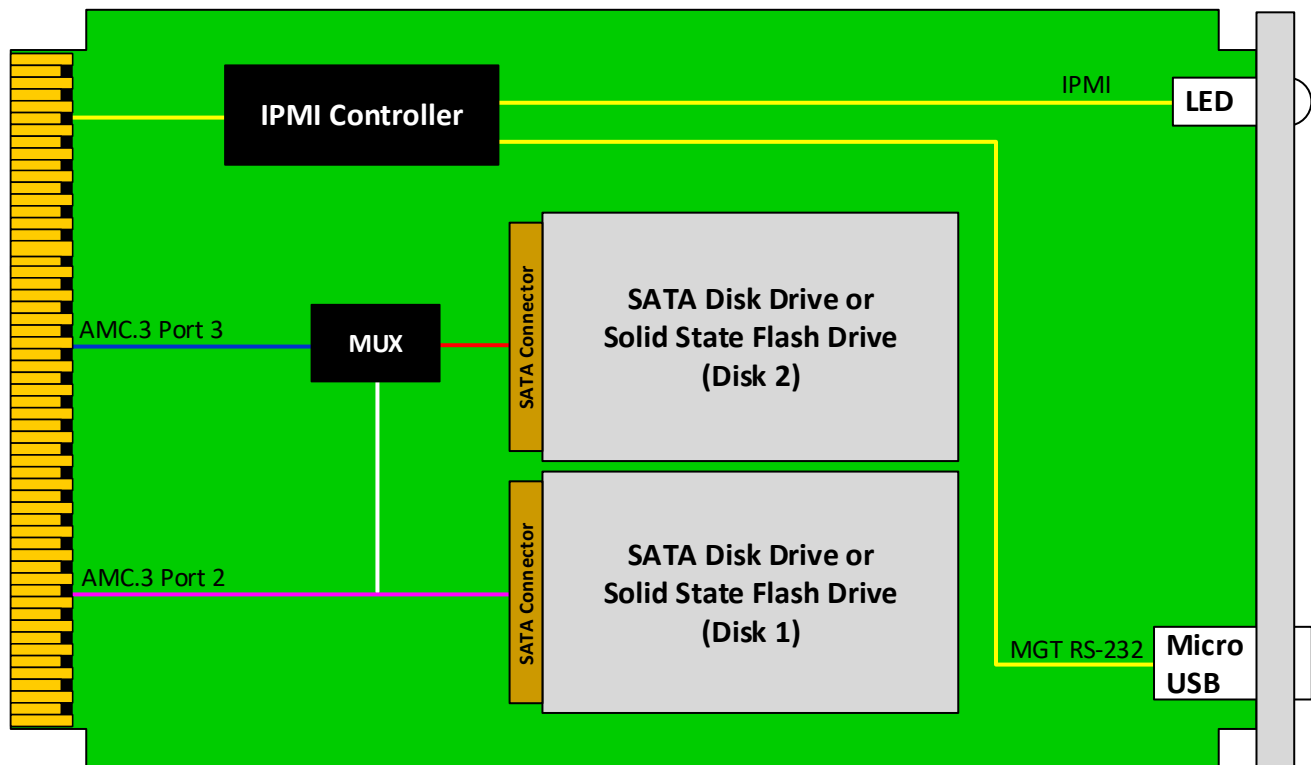 IPMI
LED
IPMI Controller
SATA Connector
SATA Disk Drive or
Solid State Flash Drive
(Disk 2)
AMC.3 Port 3
MUX
SATA Connector
SATA Disk Drive or
Solid State Flash Drive
(Disk 1)
AMC.3 Port 2
MGT RS-232
Micro
USB